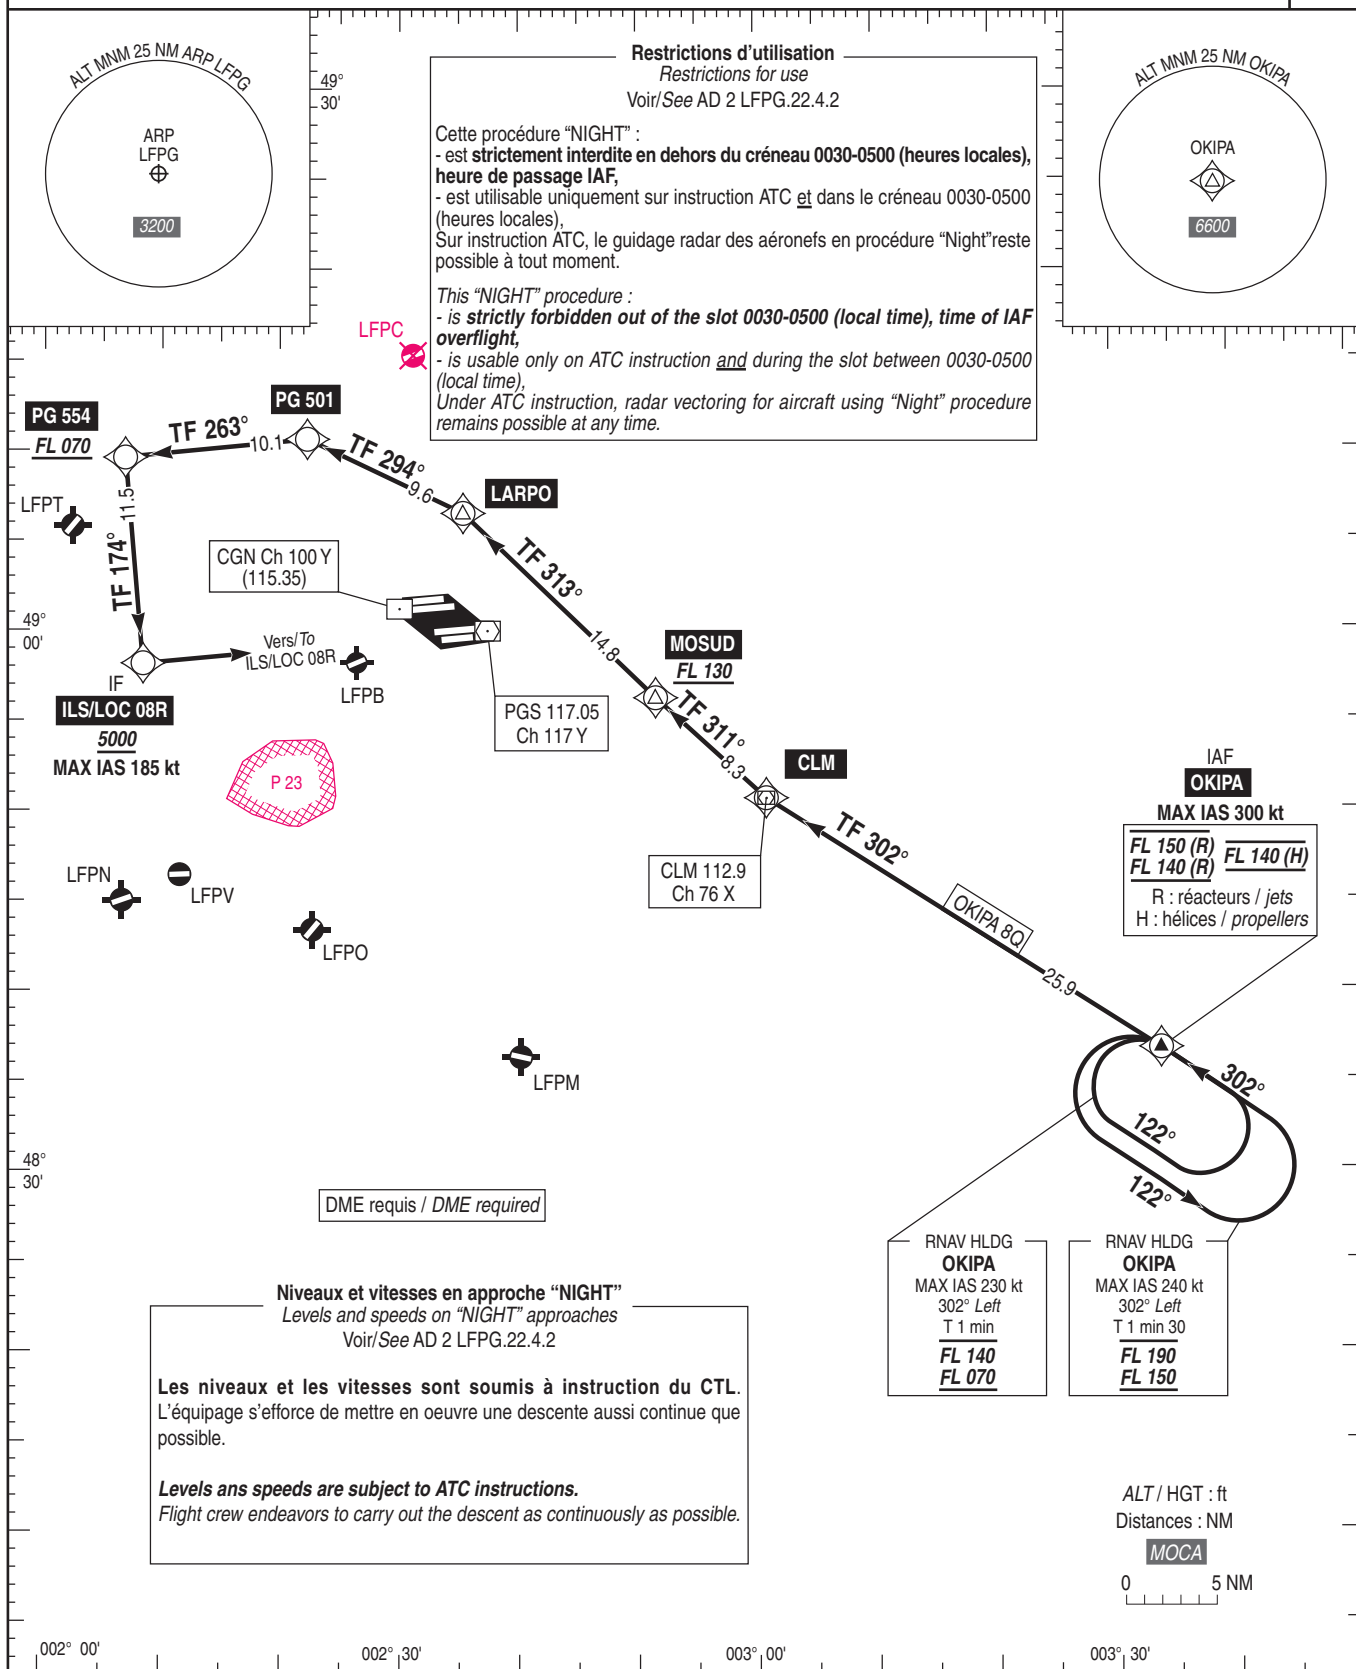 ALT MNM 25 NM ARP LFPG
ARP
LFPG
3200
49°
30'
Restrictions d'utilisation
Restrictions for use
Voir/See AD 2 LFPG.22.4.2
Cette procédure “NIGHT” :
- est strictement interdite en dehors du créneau 0030-0500 (heures locales),
heure de passage IAF,
- est utilisable uniquement sur instruction ATC et dans le créneau 0030-0500
(heures locales),
Sur instruction ATC, le guidage radar des aéronefs en procédure “Night”reste
possible à tout moment.
This “NIGHT” procedure :
- is strictly forbidden out of the slot 0030-0500 (local time), time of IAF
overflight,
- is usable only on ATC instruction and during the slot between 0030-0500
(local time),
Under ATC instruction, radar vectoring for aircraft using “Night” procedure
remains possible at any time.
ALT MNM 25 NM OKIPA
OKIPA
6600
LFPC
PG 554
FL 070
TF 263°
10.1
PG 501
TF 294°
9.6
LARPO
LFPT
11.5
TF 174°
CGN Ch 100 Y
(115.35)
TF 313°
14.8
49°
00'
Vers/To
ILS/LOC 08R
LFPB
IF
ILS/LOC 08R
5000
MAX IAS 185 kt
PGS 117.05
Ch 117 Y
MOSUD
FL 130
TF 311°
8.3
CLM
P 23
CLM 112.9
Ch 76 X
TF 302°
OKIPA 8Q
25.9
IAF
OKIPA
MAX IAS 300 kt
FL 150 (R)
FL 140 (R)
FL 140 (H)
R : réacteurs / jets
H : hélices / propellers
LFPN
LFPV
LFPO
LFPM
302°
122°
122°
48°
30'
DME requis / DME required
RNAV HLDG
OKIPA
MAX IAS 230 kt
302° Left
T 1 min
FL 140
FL 070
RNAV HLDG
OKIPA
MAX IAS 240 kt
302° Left
T 1 min 30
FL 190
FL 150
Niveaux et vitesses en approche “NIGHT”
Levels and speeds on “NIGHT” approaches
Voir/See AD 2 LFPG.22.4.2
Les niveaux et les vitesses sont soumis à instruction du CTL.
L'équipage s'efforce de mettre en oeuvre une descente aussi continue que
possible.
Levels ans speeds are subject to ATC instructions.
Flight crew endeavors to carry out the descent as continuously as possible.
ALT / HGT : ft
Distances : NM
MOCA
0 5 NM
002° 00'
002° 30'
003° 00'
003° 30'